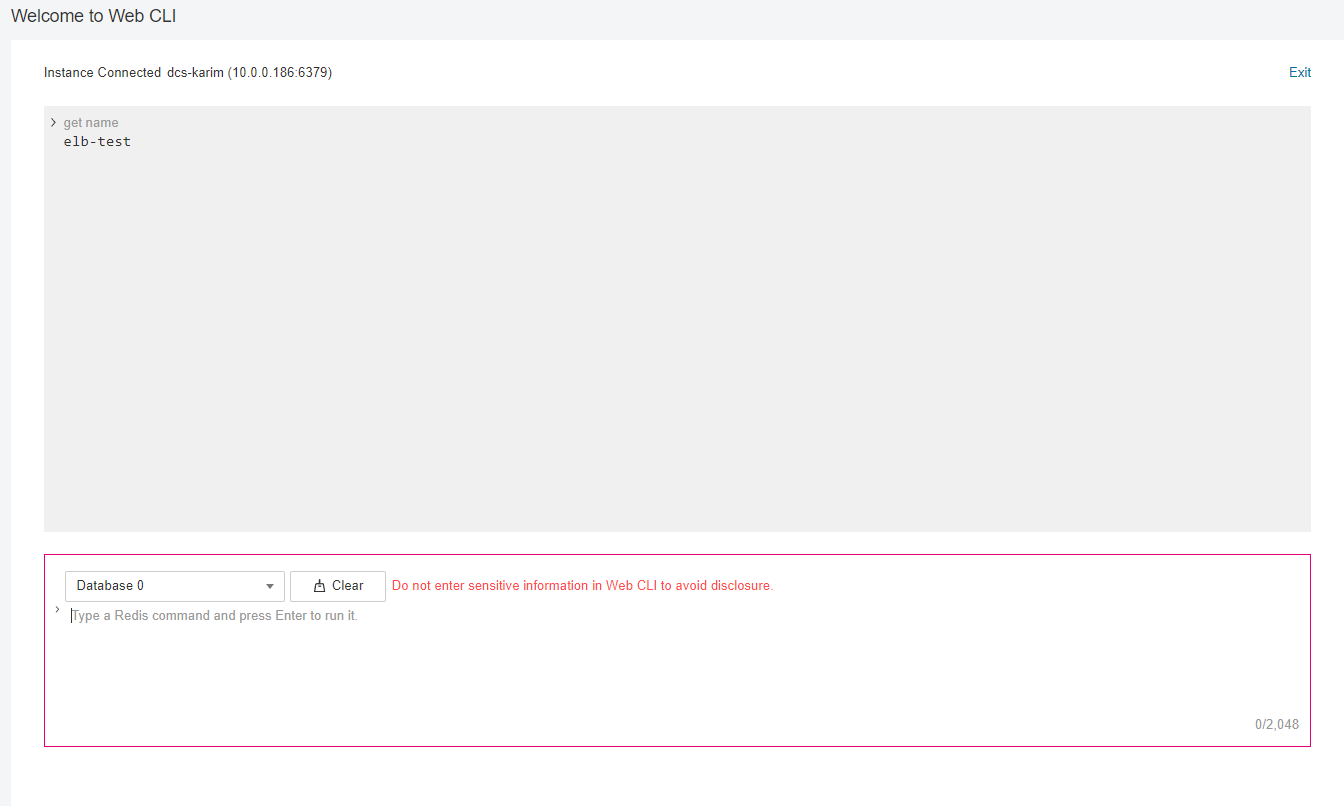 Welcome to Web CLI
Instance Connected dcs-karim (10.0.0.186:6379) Exit
> get name
elb-test
Database 0 Clear Do not enter sensitive information in Web CLI to avoid disclosure.
> Type a Redis command and press Enter to run it.
0/2,048